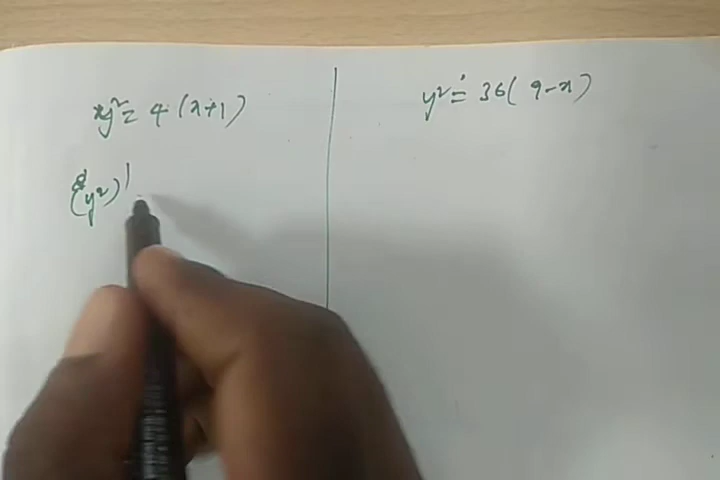 y² = 4 (x+1)
(y²)'
y² = 36( 9-x)